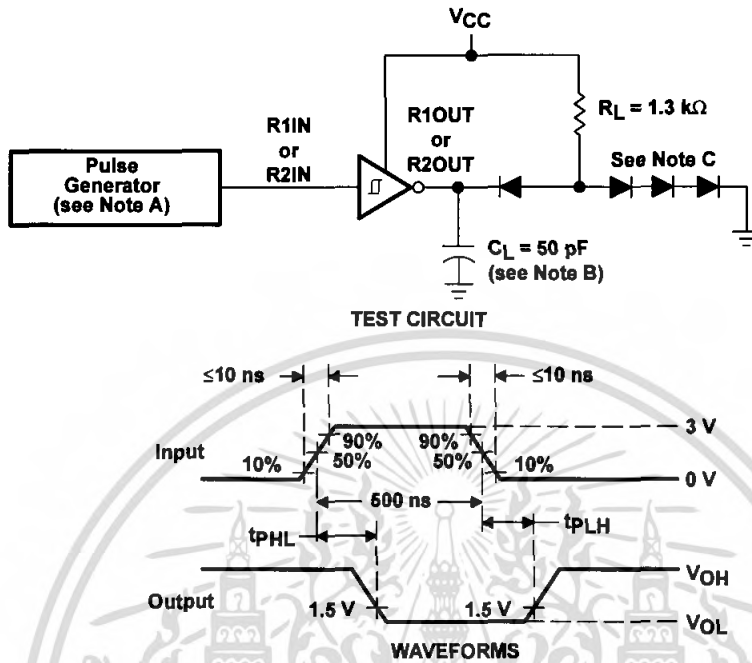 VCC
RL = 1.3 kΩ
R1IN
or
R2IN
R1OUT
or
R2OUT
Pulse
Generator
(see Note A)
See Note C
CL = 50 pF
(see Note B)
TEST CIRCUIT
≤10 ns
≤10 ns
3 V
90%
90%
Input
50%
50%
10%
10%
0 V
500 ns
tPHL
tPLH
VOH
Output
1.5 V
1.5 V
VOL
WAVEFORMS